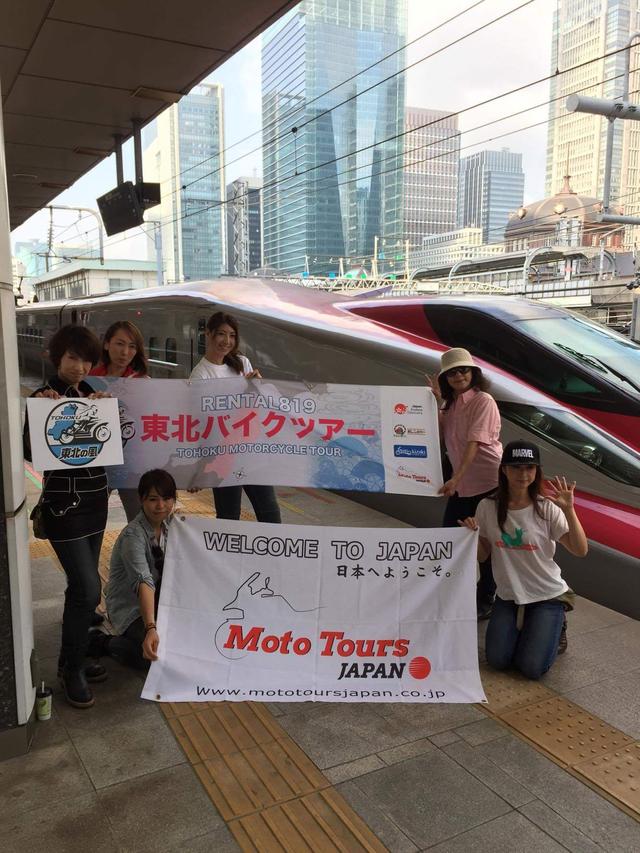 RENTAL819
東北バイクツアー
TOHOKU MOTORCYCLE TOUR
TOHOKU
東北の風
MARVEL
WELCOME TO JAPAN
日本へようこそ。
Moto Tours
JAPAN
Www.mototoursjapan.co.jp